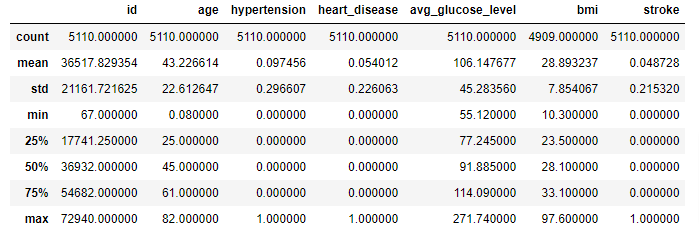 id age hypertension heart_disease avg_glucose_level bmi stroke
count 5110.000000 5110.000000 5110.000000 5110.000000 5110.000000 4909.000000 5110.000000
mean 36517.829354 43.226614 0.097456 0.054012 106.147677 28.893237 0.048728
std 21161.721625 22.612647 0.296607 0.226063 45.283560 7.854067 0.215320
min 67.000000 0.080000 0.000000 0.000000 55.120000 10.300000 0.000000
25% 17741.250000 25.000000 0.000000 0.000000 77.245000 23.500000 0.000000
50% 36932.000000 45.000000 0.000000 0.000000 91.885000 28.100000 0.000000
75% 54682.000000 61.000000 0.000000 0.000000 114.090000 33.100000 0.000000
max 72940.000000 82.000000 1.000000 1.000000 271.740000 97.600000 1.000000